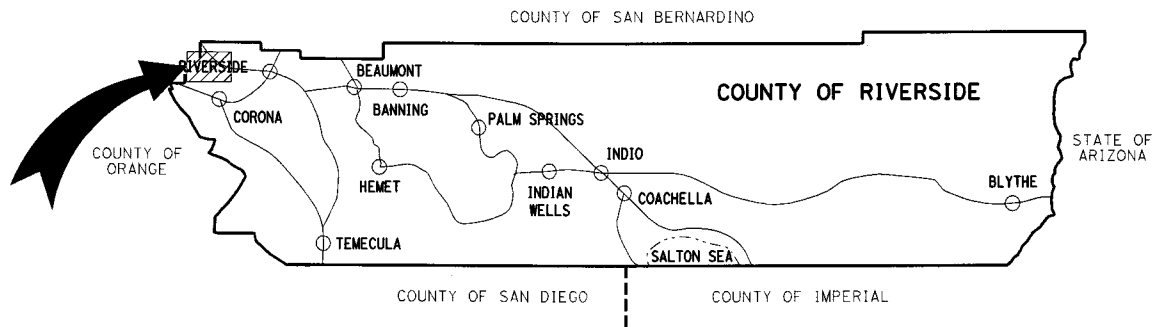 COUNTY OF SAN BERNARDINO
RIVERSIDE
BEAUMONT
BANNING
CORONA
COUNTY OF RIVERSIDE
PALM SPRINGS
COUNTY OF
ORANGE
STATE OF
ARIZONA
HEMET
INDIO
INDIAN
WELLS
COACHELLA
BLYTHE
TEMECULA
SALTON SEA
COUNTY OF SAN DIEGO
COUNTY OF IMPERIAL